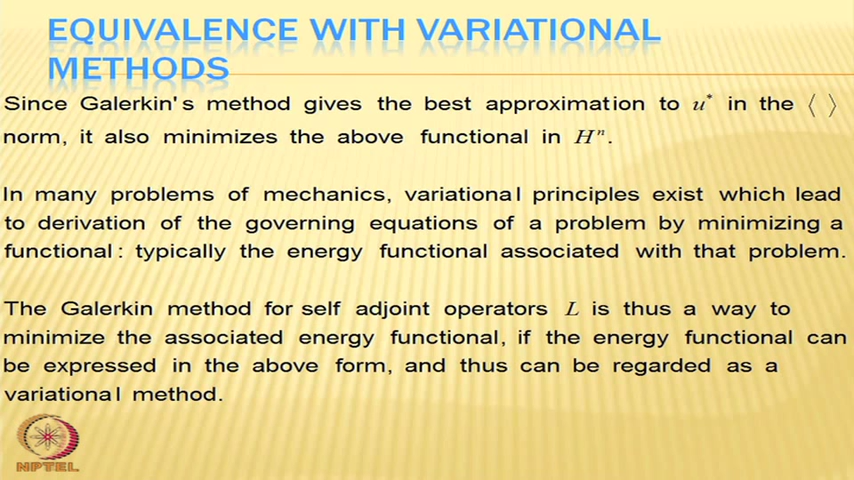 EQUIVALENCE WITH VARIATIONAL
METHODS
Since Galerkin's method gives the best approximation to u* in the ⟨ ⟩
norm, it also minimizes the above functional in Hⁿ.
In many problems of mechanics, variational principles exist which lead
to derivation of the governing equations of a problem by minimizing a
functional: typically the energy functional associated with that problem.
The Galerkin method for self adjoint operators L is thus a way to
minimize the associated energy functional, if the energy functional can
be expressed in the above form, and thus can be regarded as a
variational method.
NPTEL